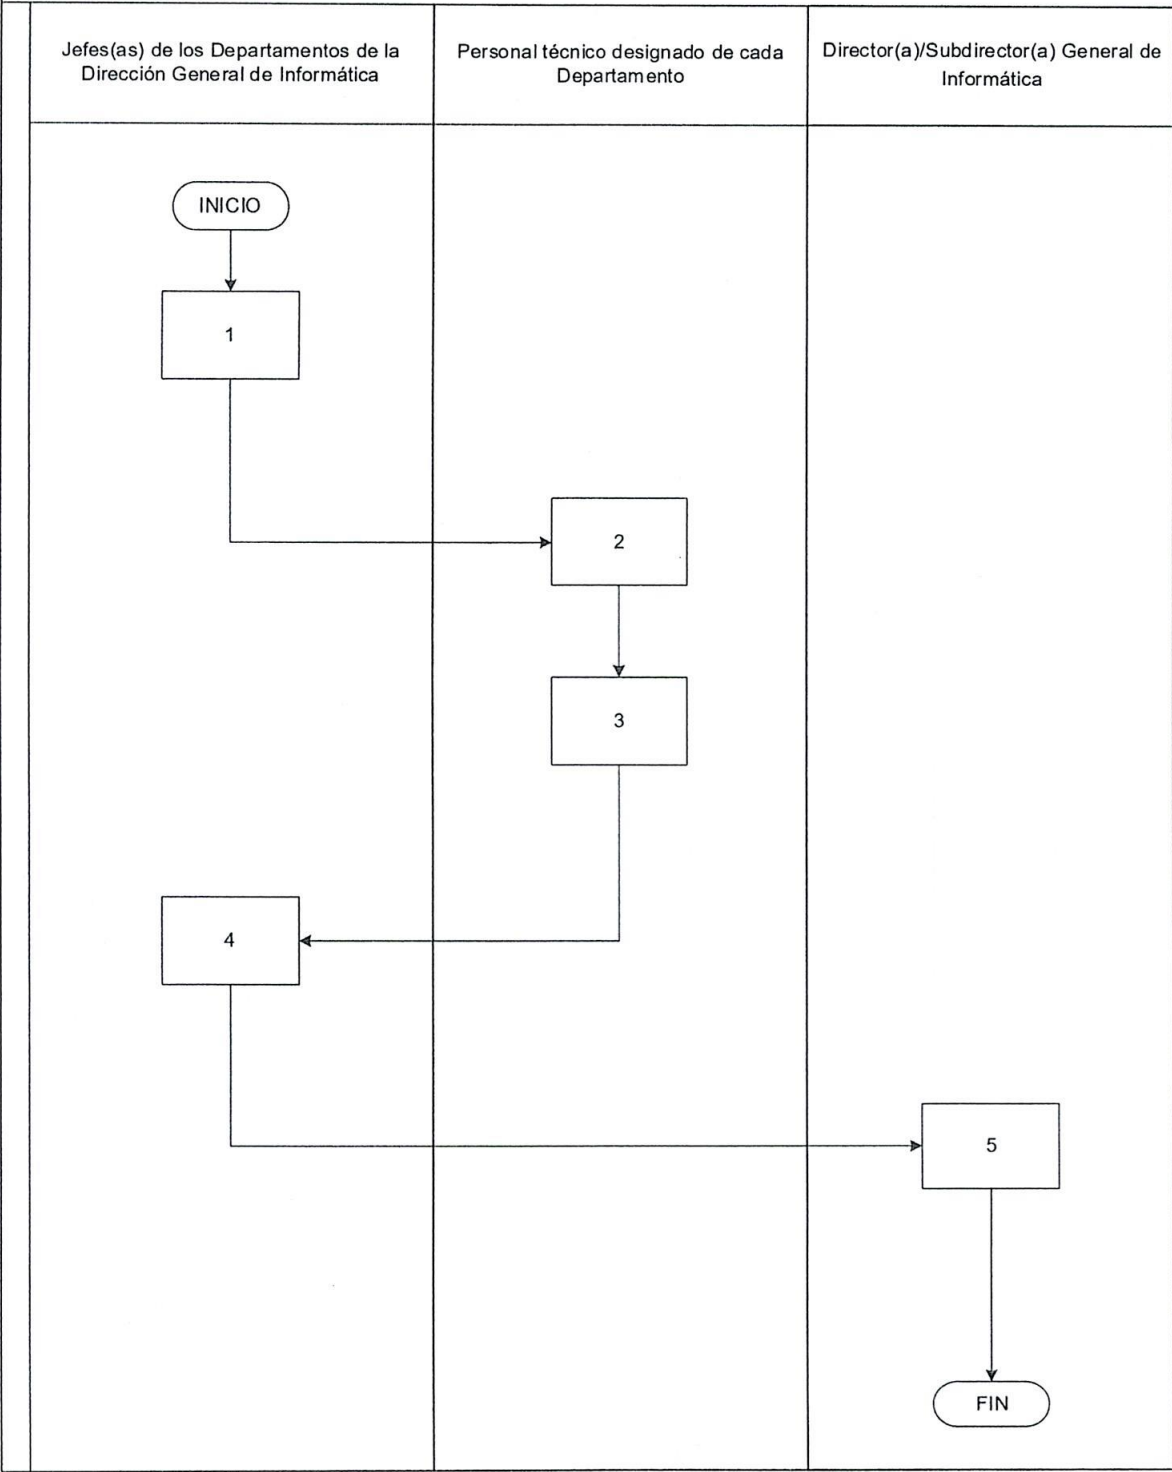 Jefes(as) de los Departamentos de la
Dirección General de Informática
Personal técnico designado de cada
Departamento
Director(a)/Subdirector(a) General de
Informática
INICIO
1
2
3
4
5
FIN